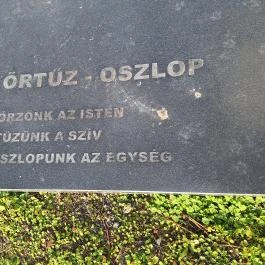 ŐRTŰZ - OSZLOP
ŐRZŐNK AZ ISTEN
TÜZÜNK A SZÍV
OSZLOPUNK AZ EGYSÉG